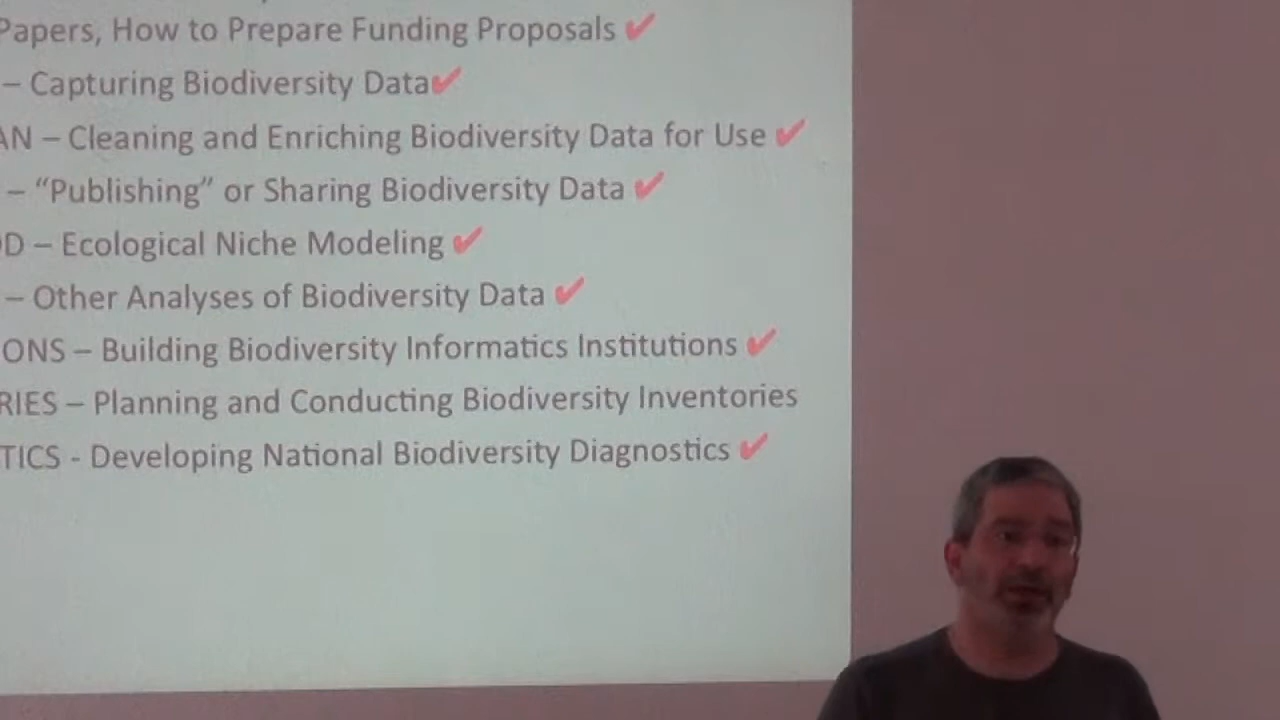 Papers, How to Prepare Funding Proposals ✔
– Capturing Biodiversity Data✔
AN – Cleaning and Enriching Biodiversity Data for Use ✔
– “Publishing” or Sharing Biodiversity Data ✔
D – Ecological Niche Modeling ✔
– Other Analyses of Biodiversity Data ✔
ONS – Building Biodiversity Informatics Institutions ✔
RIES – Planning and Conducting Biodiversity Inventories
TICS - Developing National Biodiversity Diagnostics ✔